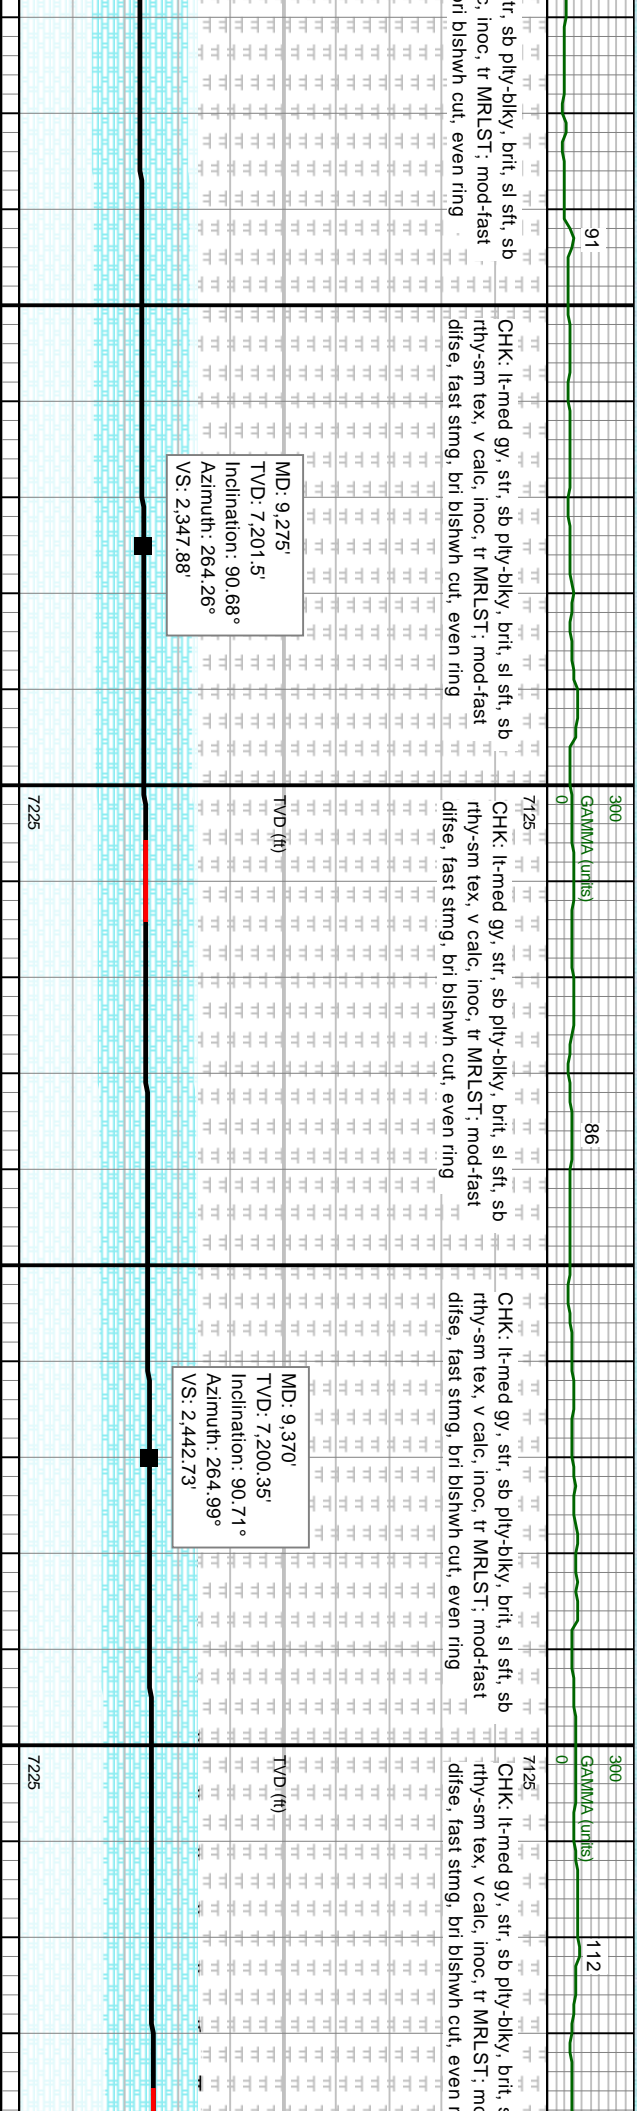 tr, sb plty-blky, brit, sl sft, sb
c, inoc, tr MRLST; mod-fast
bri blshwh cut, even ring
91
CHK: lt-med gy, str, sb plty-blky, brit, sl sft, sb
rthy-sm tex, v calc, inoc, tr MRLST; mod-fast
difse, fast stmg, bri blshwh cut, even ring
MD: 9,275'
TVD: 7,201.5'
Inclination: 90.68°
Azimuth: 264.26°
VS: 2,347.88'
300
GAMMA (units)
0
7125
TVD (ft)
7225
CHK: lt-med gy, str, sb plty-blky, brit, sl sft, sb
rthy-sm tex, v calc, inoc, tr MRLST; mod-fast
difse, fast stmg, bri blshwh cut, even ring
86
CHK: lt-med gy, str, sb plty-blky, brit, sl sft, sb
rthy-sm tex, v calc, inoc, tr MRLST; mod-fast
difse, fast stmg, bri blshwh cut, even ring
MD: 9,370'
TVD: 7,200.35'
Inclination: 90.71°
Azimuth: 264.99°
VS: 2,442.73'
300
GAMMA (units)
0
7125
TVD (ft)
7225
CHK: lt-med gy, str, sb plty-blky, brit, s
rthy-sm tex, v calc, inoc, tr MRLST; mo
difse, fast stmg, bri blshwh cut, even r
112